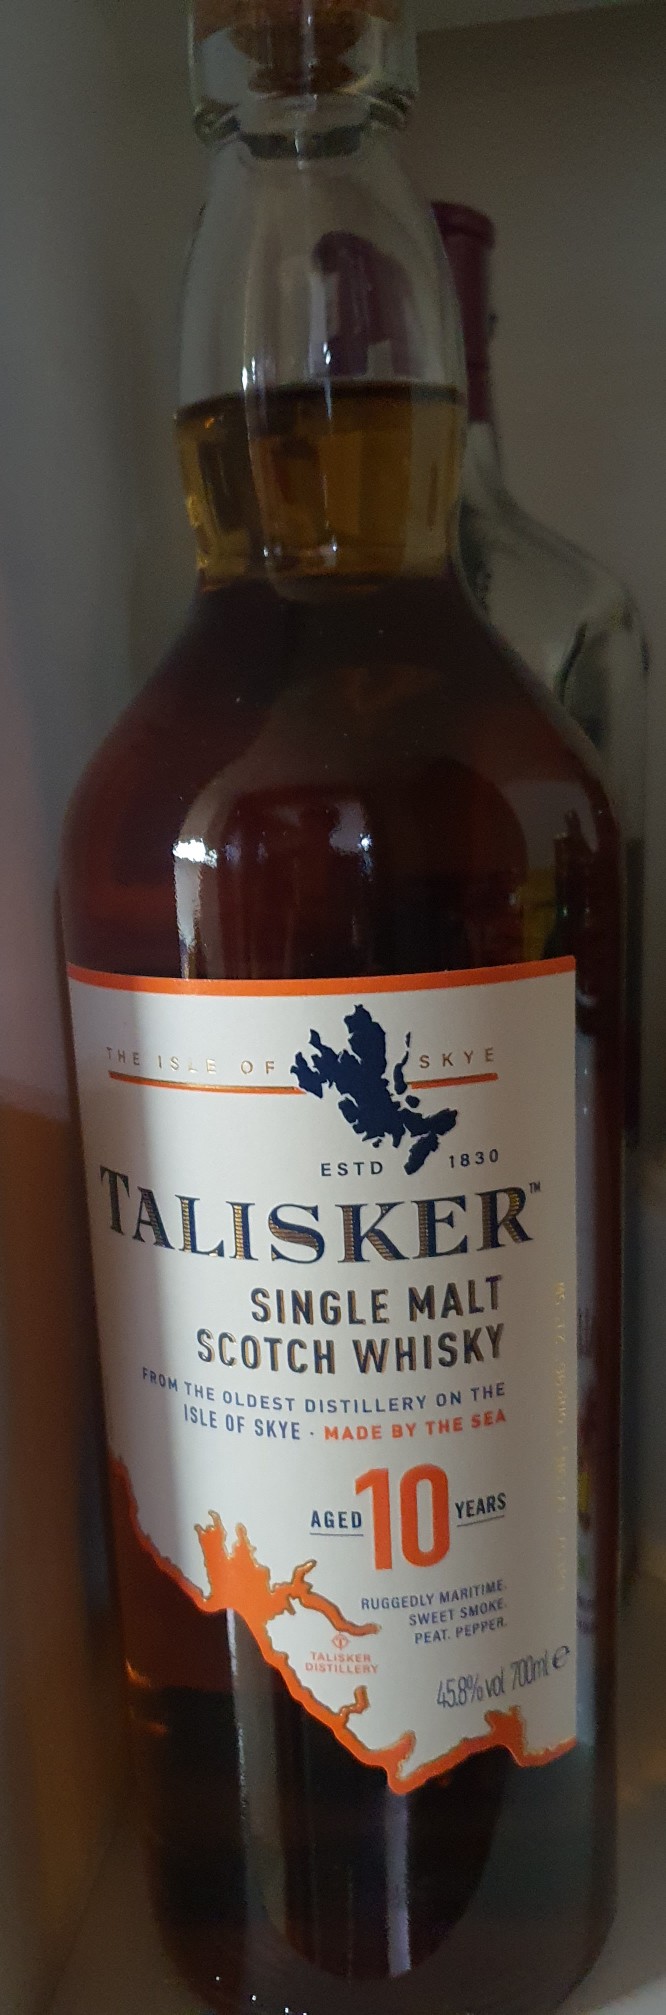 THE ISLE OF SKYE
ESTD 1830
TALISKER™
SINGLE MALT
SCOTCH WHISKY
FROM THE OLDEST DISTILLERY ON THE
ISLE OF SKYE · MADE BY THE SEA
AGED 10 YEARS
RUGGEDLY MARITIME.
SWEET SMOKE.
PEAT. PEPPER.
TALISKER
DISTILLERY
45.8% vol 700ml ℮